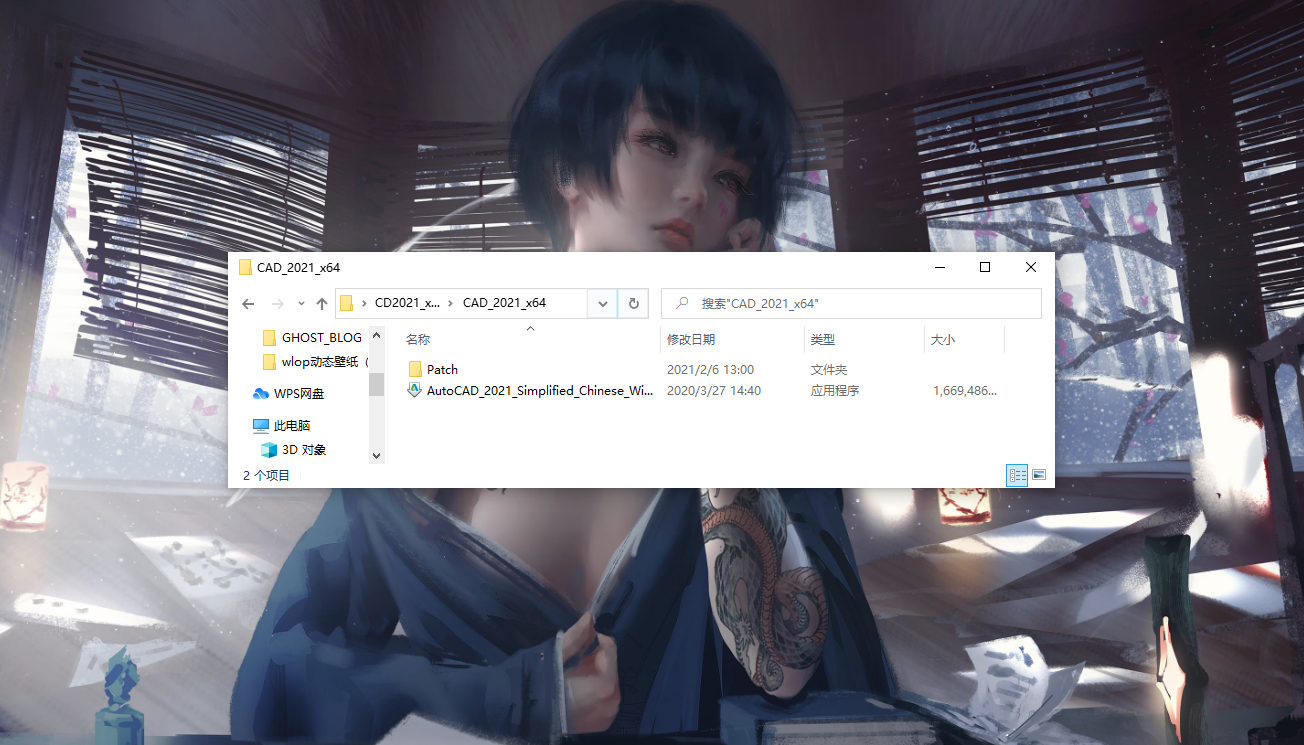 CAD_2021_x64
CD2021_x... CAD_2021_x64
搜索"CAD_2021_x64"
GHOST_BLOG
wlop动态壁纸（
WPS网盘
此电脑
3D 对象
名称 修改日期 类型 大小
Patch 2021/2/6 13:00 文件夹
AutoCAD_2021_Simplified_Chinese_Wi... 2020/3/27 14:40 应用程序 1,669,486...
2 个项目